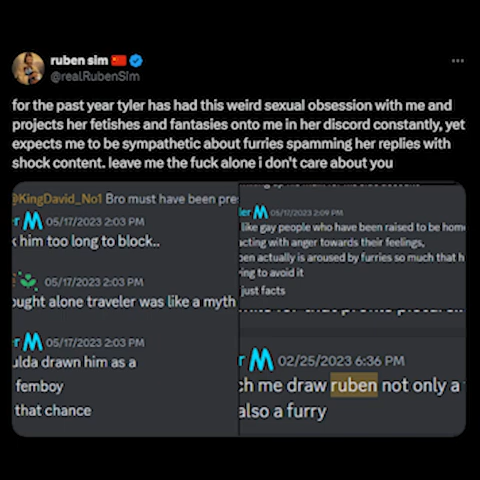 ruben sim 🇨🇳
@realRubenSim
for the past year tyler has had this weird sexual obsession with me and
projects her fetishes and fantasies onto me in her discord constantly, yet
expects me to be sympathetic about furries spamming her replies with
shock content. leave me the fuck alone i don't care about you
@KingDavid_No1 Bro must have been pre
r 05/17/2023 2:03 PM
k him too long to block..
05/17/2023 2:03 PM
ought alone traveler was like a myth
r 05/17/2023 2:03 PM
ulda drawn him as a
femboy
that chance
ler 05/17/2023 2:09 PM
like gay people who have been raised to be hom
acting with anger towards their feelings,
en actually is aroused by furries so much that h
ing to avoid it
just facts
r 02/25/2023 6:36 PM
ch me draw ruben not only a
also a furry